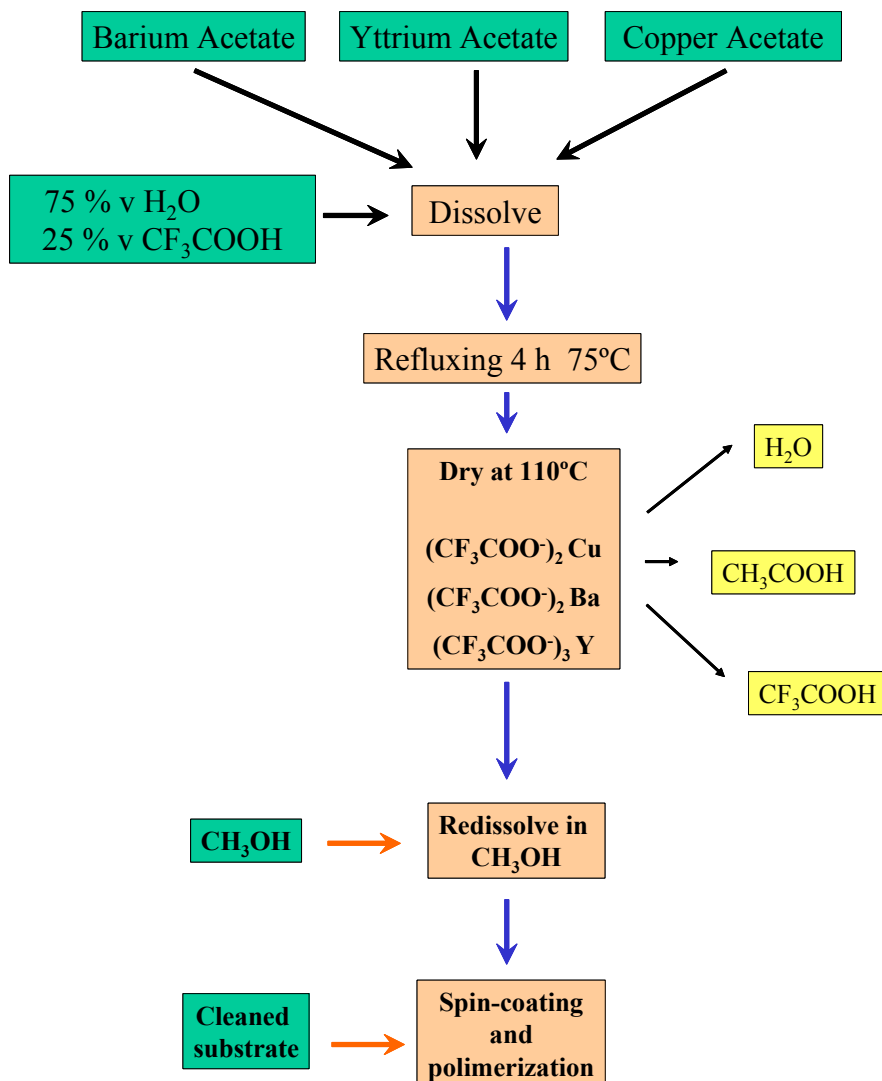 Barium Acetate
Yttrium Acetate
Copper Acetate
75 % v H₂O
25 % v CF₃COOH
Dissolve
Refluxing 4 h 75ºC
Dry at 110ºC
(CF₃COO⁻)₂ Cu
(CF₃COO⁻)₂ Ba
(CF₃COO⁻)₃ Y
H₂O
CH₃COOH
CF₃COOH
CH₃OH
Redissolve in
CH₃OH
Cleaned
substrate
Spin-coating
and
polimerization